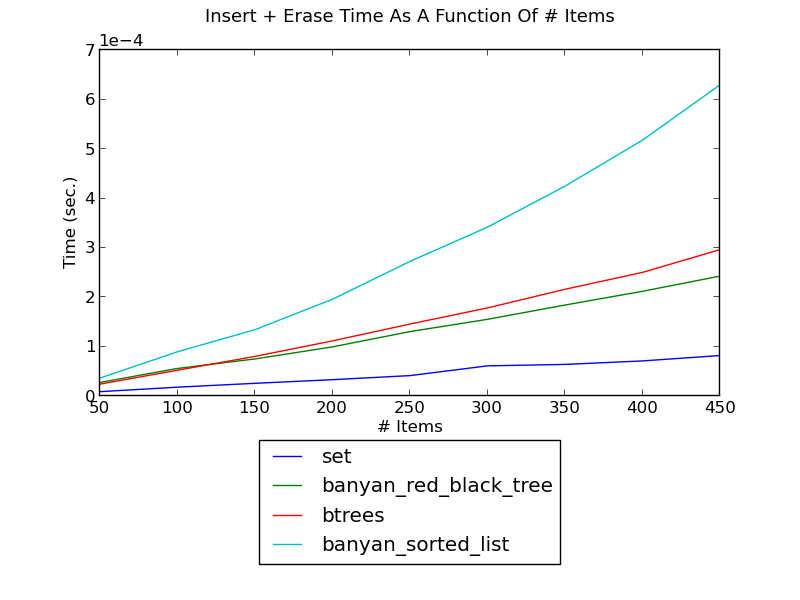 Insert + Erase Time As A Function Of # Items
1e−4
7
6
5
4
3
2
1
0
Time (sec.)
50 100 150 200 250 300 350 400 450
# Items
set
banyan_red_black_tree
btrees
banyan_sorted_list